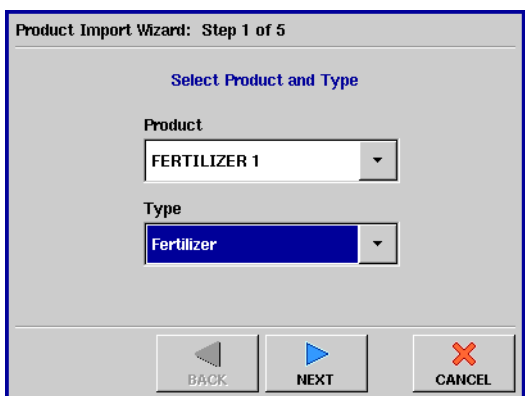 Product Import Wizard: Step 1 of 5
Select Product and Type
Product
FERTILIZER 1
Type
Fertilizer
BACK NEXT CANCEL